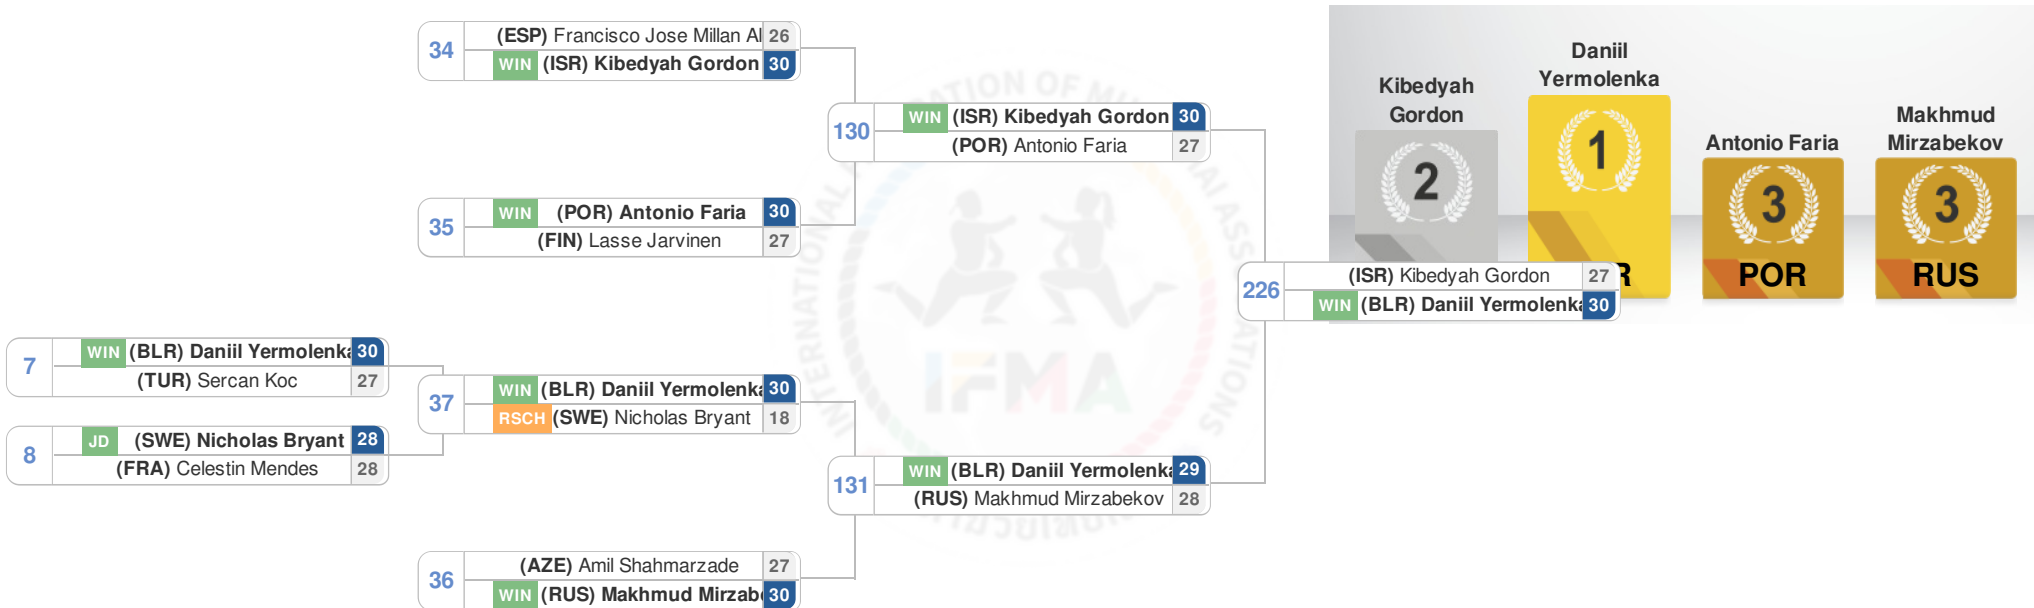 34
(ESP) Francisco Jose Millan Al 26
WIN (ISR) Kibedyah Gordon 30
35
WIN (POR) Antonio Faria 30
(FIN) Lasse Jarvinen 27
7
WIN (BLR) Daniil Yermolenka 30
(TUR) Sercan Koc 27
8
JD (SWE) Nicholas Bryant 28
(FRA) Celestin Mendes 28
37
WIN (BLR) Daniil Yermolenka 30
RSCH (SWE) Nicholas Bryant 18
36
(AZE) Amil Shahmarzade 27
WIN (RUS) Makhmud Mirzab 30
130
WIN (ISR) Kibedyah Gordon 30
(POR) Antonio Faria 27
131
WIN (BLR) Daniil Yermolenka 29
(RUS) Makhmud Mirzabekov 28
226
(ISR) Kibedyah Gordon 27
WIN (BLR) Daniil Yermolenka 30
Kibedyah
Gordon
2
Daniil
Yermolenka
1
R
Antonio Faria
3
POR
Makhmud
Mirzabekov
3
RUS
IFMA